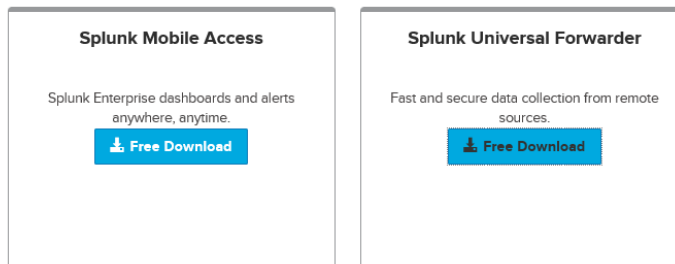 Splunk Mobile Access
Splunk Enterprise dashboards and alerts
anywhere, anytime.
Free Download
Splunk Universal Forwarder
Fast and secure data collection from remote
sources.
Free Download